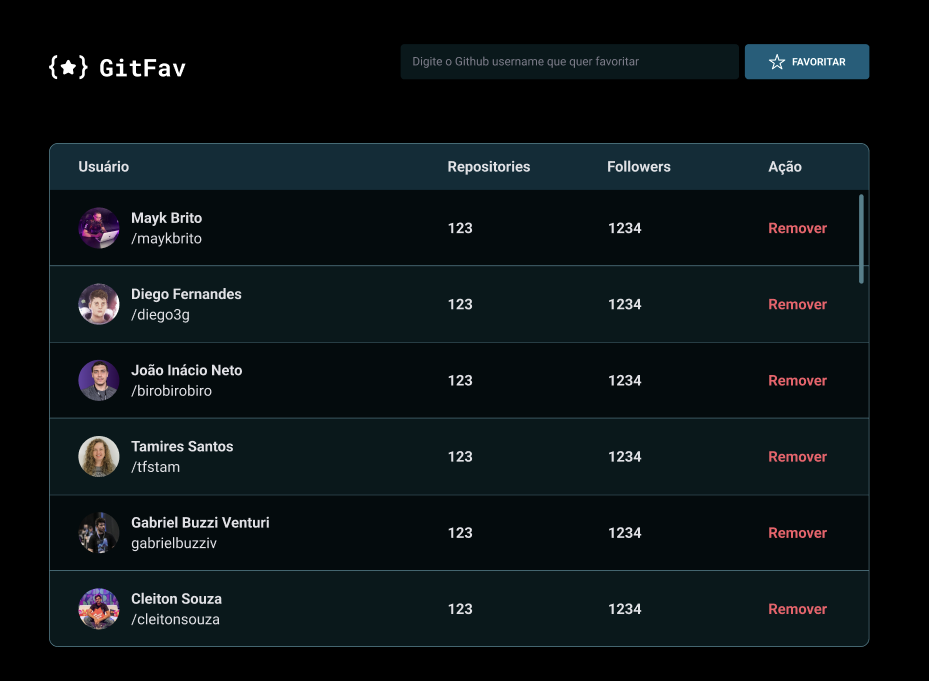 GitFav
Digite o Github username que quer favoritar
FAVORITAR
Usuário Repositories Followers Ação
Mayk Brito
/maykbrito
123 1234 Remover
Diego Fernandes
/diego3g
123 1234 Remover
João Inácio Neto
/birobirobiro
123 1234 Remover
Tamires Santos
/tfstam
123 1234 Remover
Gabriel Buzzi Venturi
gabrielbuzziv
123 1234 Remover
Cleiton Souza
/cleitonsouza
123 1234 Remover